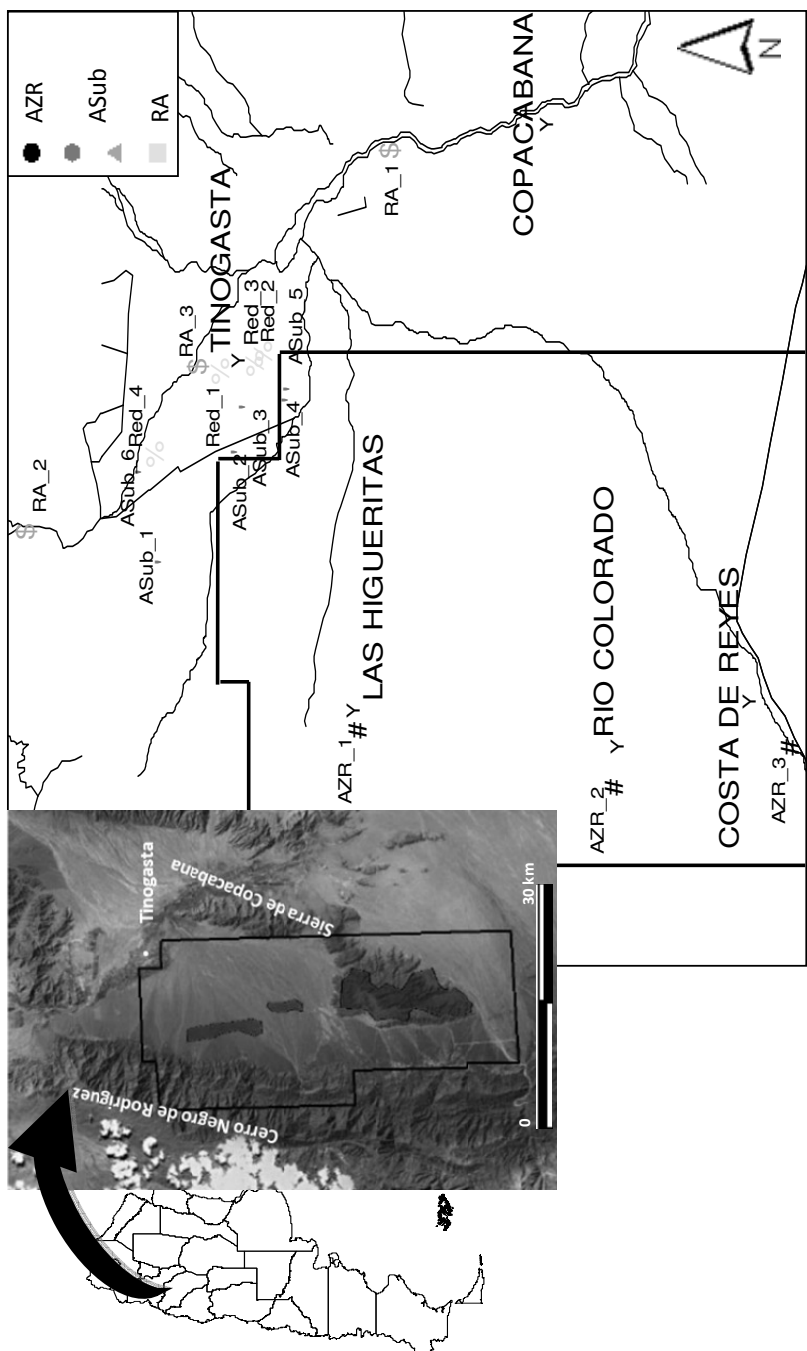 AZR
ASub
RA
N
RA_2
ASub_6
Red_4
RA_3
TINOGASTA
ASub_1
Red_1
Red_3
Red_2
ASub_2
ASub_3
ASub_4
ASub_5
RA_1
COPACABANA
LAS HIGUERITAS
AZR_1
RIO COLORADO
AZR_2
COSTA DE REYES
AZR_3
Tinogasta
Sierra de Copacabana
Cerro Negro de Rodríguez
0
30 km